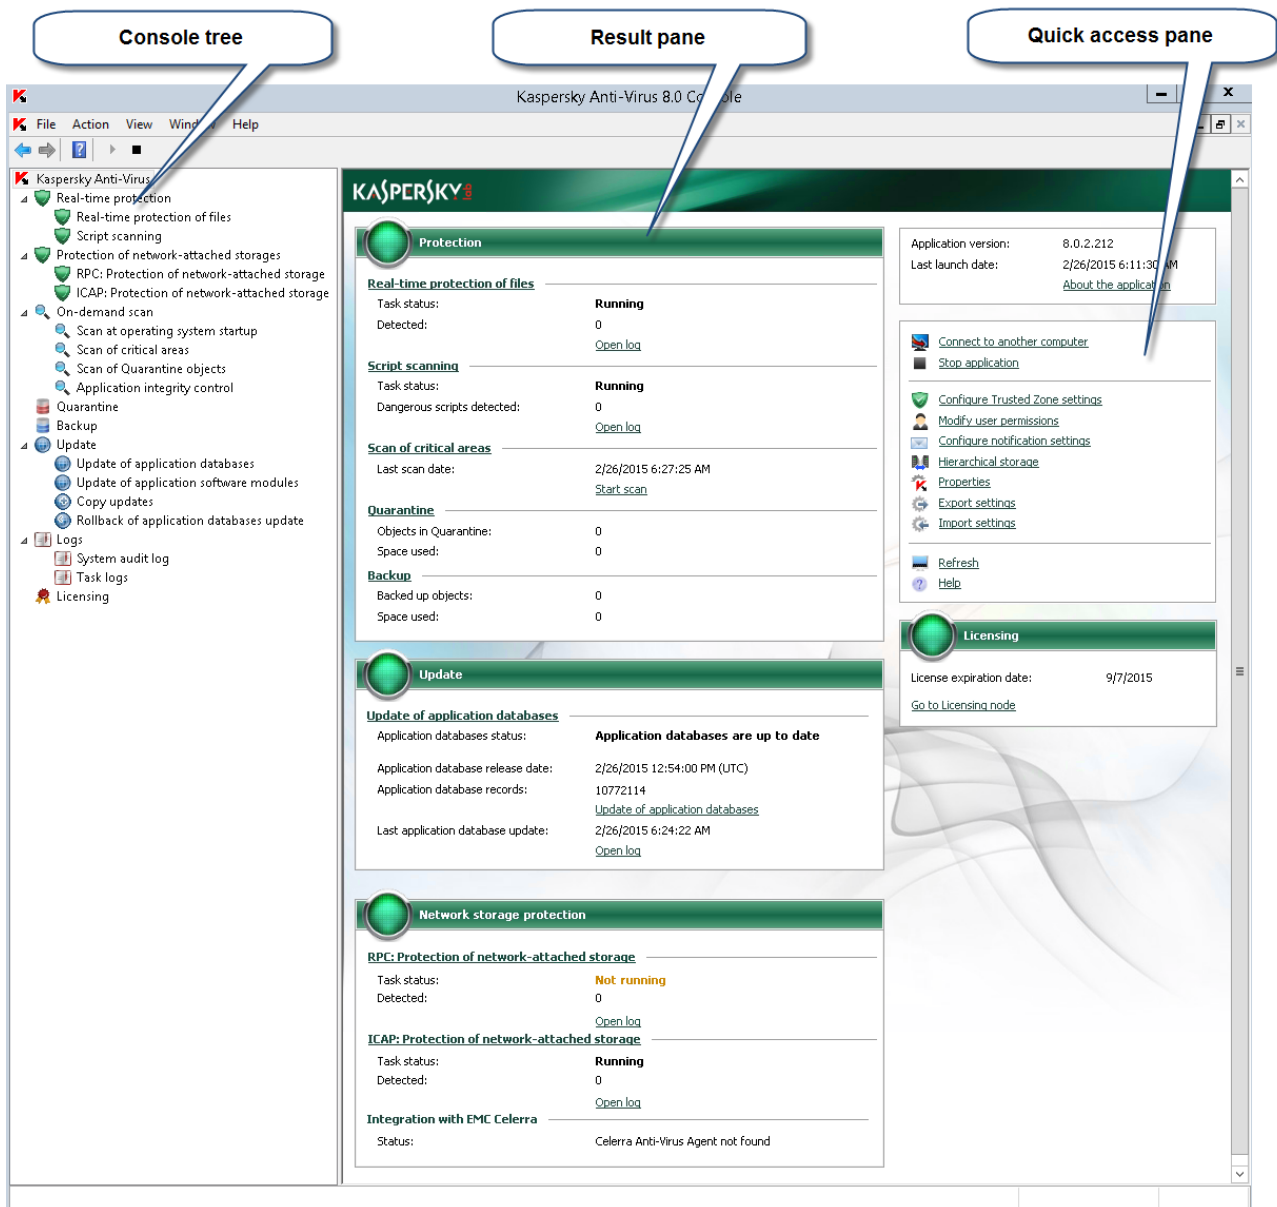 Console tree
Result pane
Quick access pane
Kaspersky Anti-Virus 8.0 Console
File Action View Window Help
Kaspersky Anti-Virus
Real-time protection
Real-time protection of files
Script scanning
Protection of network-attached storages
RPC: Protection of network-attached storage
ICAP: Protection of network-attached storage
On-demand scan
Scan at operating system startup
Scan of critical areas
Scan of Quarantine objects
Application integrity control
Quarantine
Backup
Update
Update of application databases
Update of application software modules
Copy updates
Rollback of application databases update
Logs
System audit log
Task logs
Licensing
KASPERSKY lab
Protection
Real-time protection of files
Task status: Running
Detected: 0
Open log
Script scanning
Task status: Running
Dangerous scripts detected: 0
Open log
Scan of critical areas
Last scan date: 2/26/2015 6:27:25 AM
Start scan
Quarantine
Objects in Quarantine: 0
Space used: 0
Backup
Backed up objects: 0
Space used: 0
Update
Update of application databases
Application databases status: Application databases are up to date
Application database release date: 2/26/2015 12:54:00 PM (UTC)
Application database records: 10772114
Update of application databases
Last application database update: 2/26/2015 6:24:22 AM
Open log
Network storage protection
RPC: Protection of network-attached storage
Task status: Not running
Detected: 0
Open log
ICAP: Protection of network-attached storage
Task status: Running
Detected: 0
Open log
Integration with EMC Celerra
Status: Celerra Anti-Virus Agent not found
Application version: 8.0.2.212
Last launch date: 2/26/2015 6:11:30 AM
About the application
Connect to another computer
Stop application
Configure Trusted Zone settings
Modify user permissions
Configure notification settings
Hierarchical storage
Properties
Export settings
Import settings
Refresh
Help
Licensing
License expiration date: 9/7/2015
Go to Licensing node